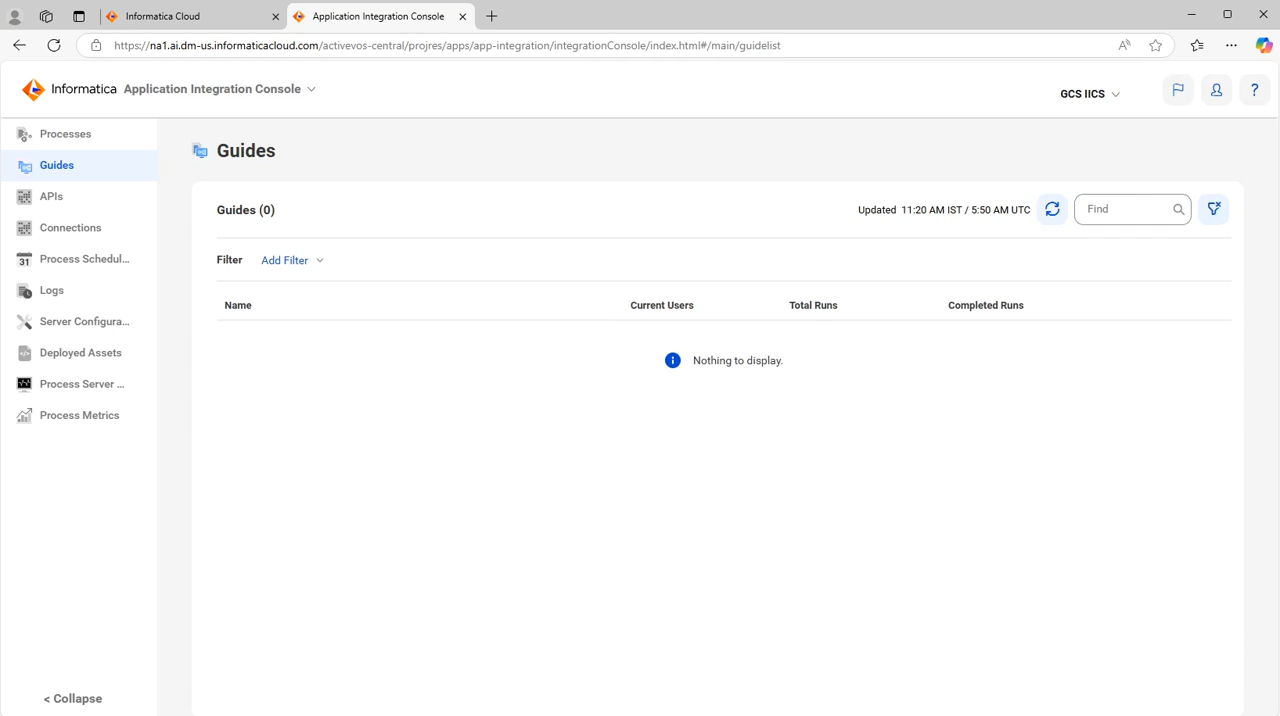 Informatica Cloud
Application Integration Console
https://na1.ai.dm-us.informaticacloud.com/activevos-central/projres/apps/app-integration/integrationConsole/index.html#/main/guidelist
Informatica Application Integration Console
GCS IICS
?
Processes
Guides
APIs
Connections
Process Schedul...
Logs
Server Configura...
Deployed Assets
Process Server ...
Process Metrics
< Collapse
Guides
Guides (0)
Updated 11:20 AM IST / 5:50 AM UTC
Find
Filter Add Filter
Name Current Users Total Runs Completed Runs
Nothing to display.